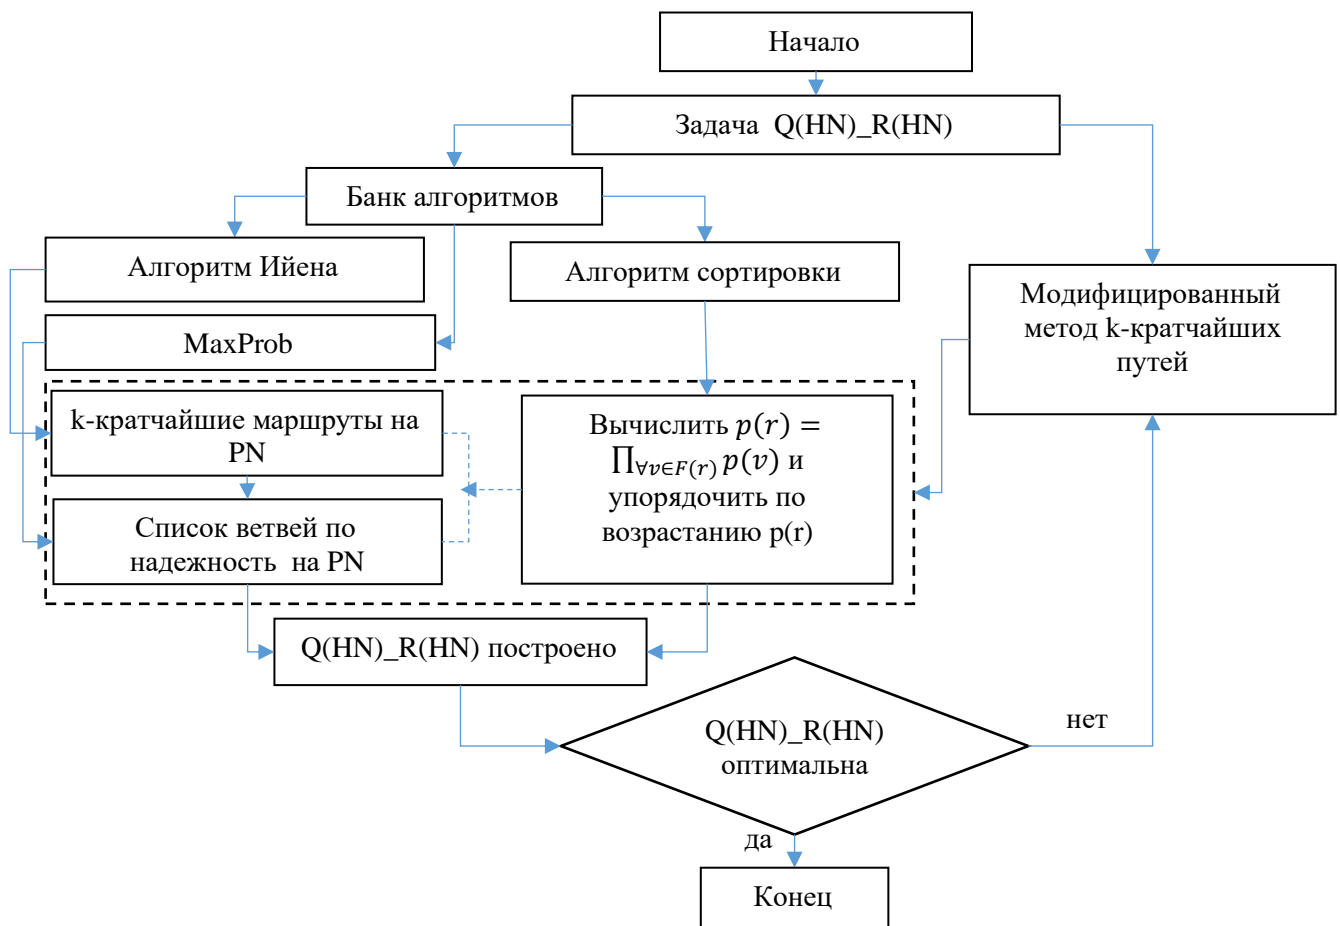 Начало
Задача Q(HN)_R(HN)
Банк алгоритмов
Алгоритм Ийена
Алгоритм сортировки
Модифицированный
метод k-кратчайших
путей
MaxProb
k-кратчайшие маршруты на
PN
Вычислить p(r) =
∏∀v∈F(r) p(v) и
упорядочить по
возрастанию p(r)
Список ветвей по
надежность на PN
Q(HN)_R(HN) построено
Q(HN)_R(HN)
оптимальна
нет
да
Конец